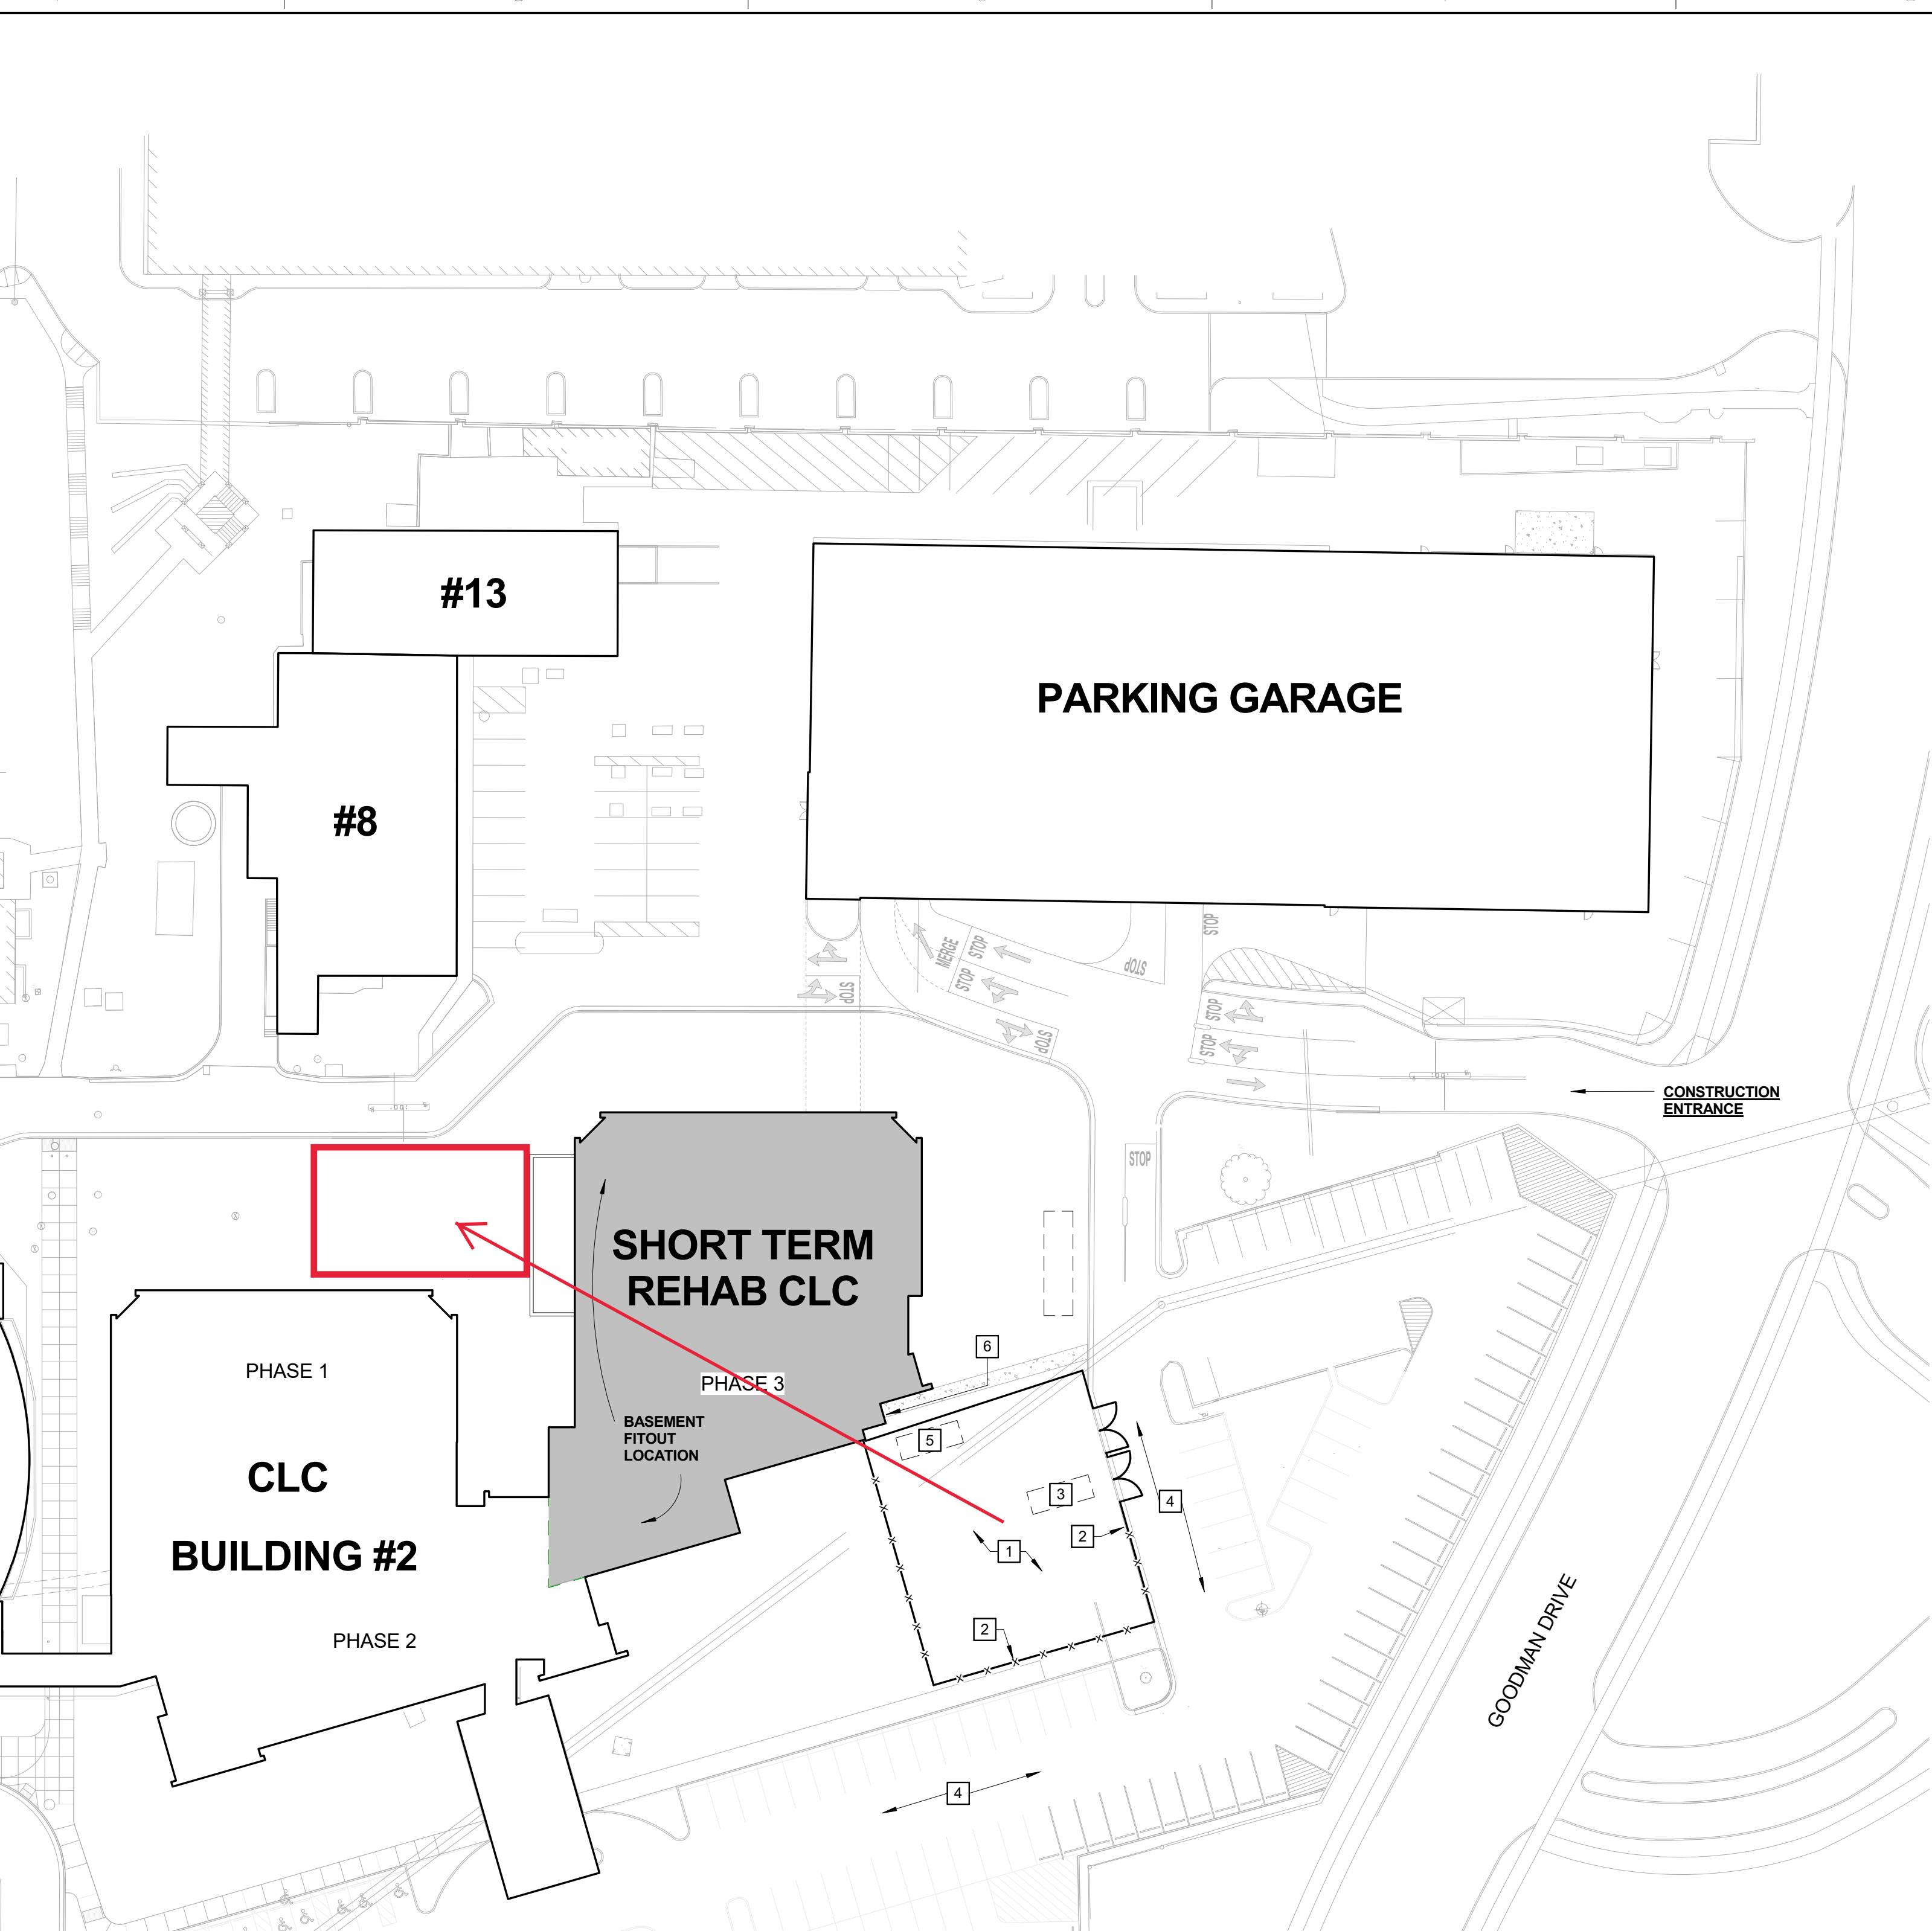 #13
PARKING GARAGE
#8
STOP
MERGE
STOP
STOP
STOP
STOP
STOP
STOP
STOP
STOP
CONSTRUCTION
ENTRANCE
STOP
SHORT TERM
REHAB CLC
6
PHASE 1
PHASE 3
BASEMENT
FITOUT
LOCATION
5
CLC
3
4
2
BUILDING #2
1
GOODMAN DRIVE
2
PHASE 2
4